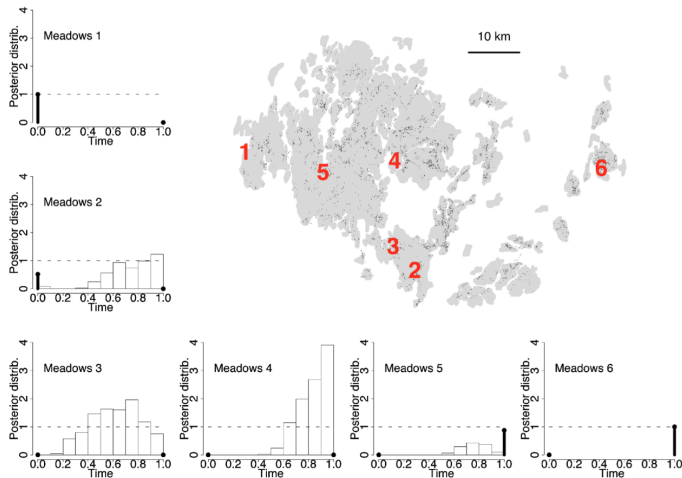 Meadows 1
Posterior distrib.
0 1 2 3 4
0.0 0.2 0.4 0.6 0.8 1.0
Time
10 km
1
5
4
6
3
2
Meadows 2
Posterior distrib.
0 1 2 3 4
0.0 0.2 0.4 0.6 0.8 1.0
Time
Meadows 3
Posterior distrib.
0 1 2 3 4
0.0 0.2 0.4 0.6 0.8 1.0
Time
Meadows 4
Posterior distrib.
0 1 2 3 4
0.0 0.2 0.4 0.6 0.8 1.0
Time
Meadows 5
Posterior distrib.
0 1 2 3 4
0.0 0.2 0.4 0.6 0.8 1.0
Time
Meadows 6
Posterior distrib.
0 1 2 3 4
0.0 0.2 0.4 0.6 0.8 1.0
Time